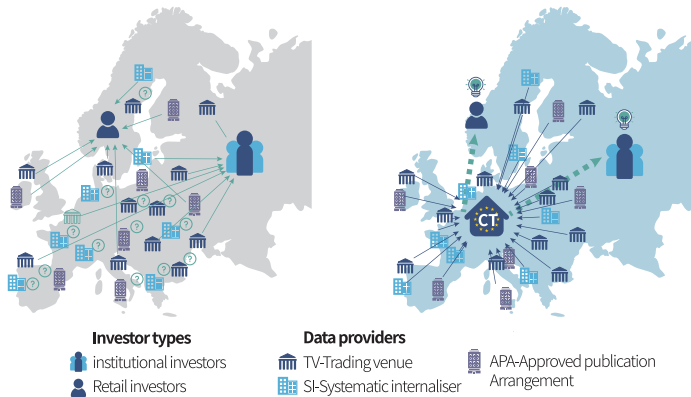 ?
?
?
?
?
?
?
?
?
?
?
?
CT
Investor types
institutional investors
Retail investors
Data providers
TV-Trading venue
SI-Systematic internaliser
APA-Approved publication
Arrangement